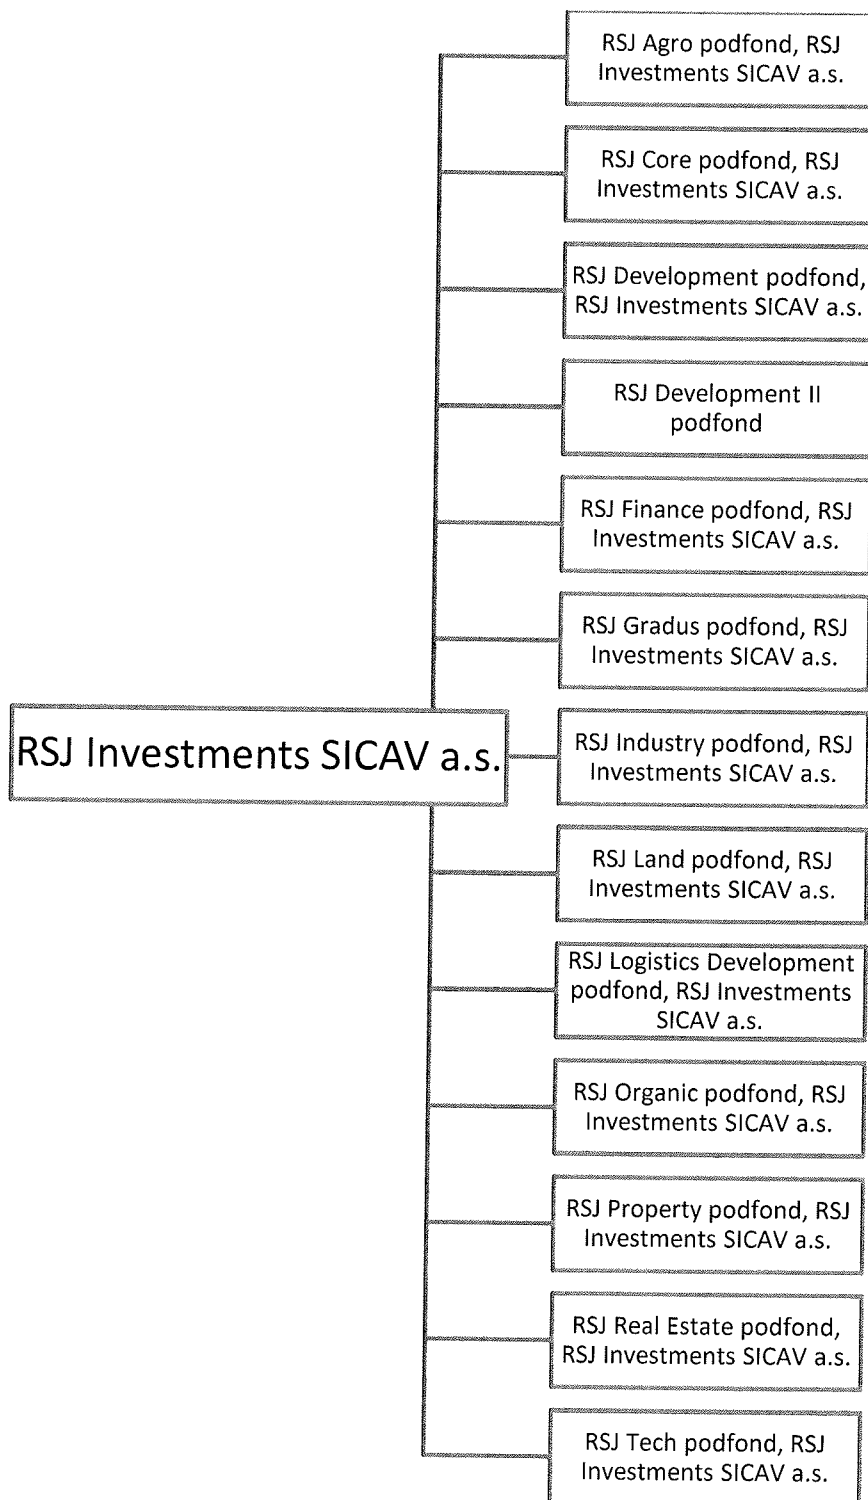 RSJ Agro podfond, RSJ
Investments SICAV a.s.
RSJ Core podfond, RSJ
Investments SICAV a.s.
RSJ Development podfond,
RSJ Investments SICAV a.s.
RSJ Development II
podfond
RSJ Finance podfond, RSJ
Investments SICAV a.s.
RSJ Gradus podfond, RSJ
Investments SICAV a.s.
RSJ Investments SICAV a.s.
RSJ Industry podfond, RSJ
Investments SICAV a.s.
RSJ Land podfond, RSJ
Investments SICAV a.s.
RSJ Logistics Development
podfond, RSJ Investments
SICAV a.s.
RSJ Organic podfond, RSJ
Investments SICAV a.s.
RSJ Property podfond, RSJ
Investments SICAV a.s.
RSJ Real Estate podfond,
RSJ Investments SICAV a.s.
RSJ Tech podfond, RSJ
Investments SICAV a.s.